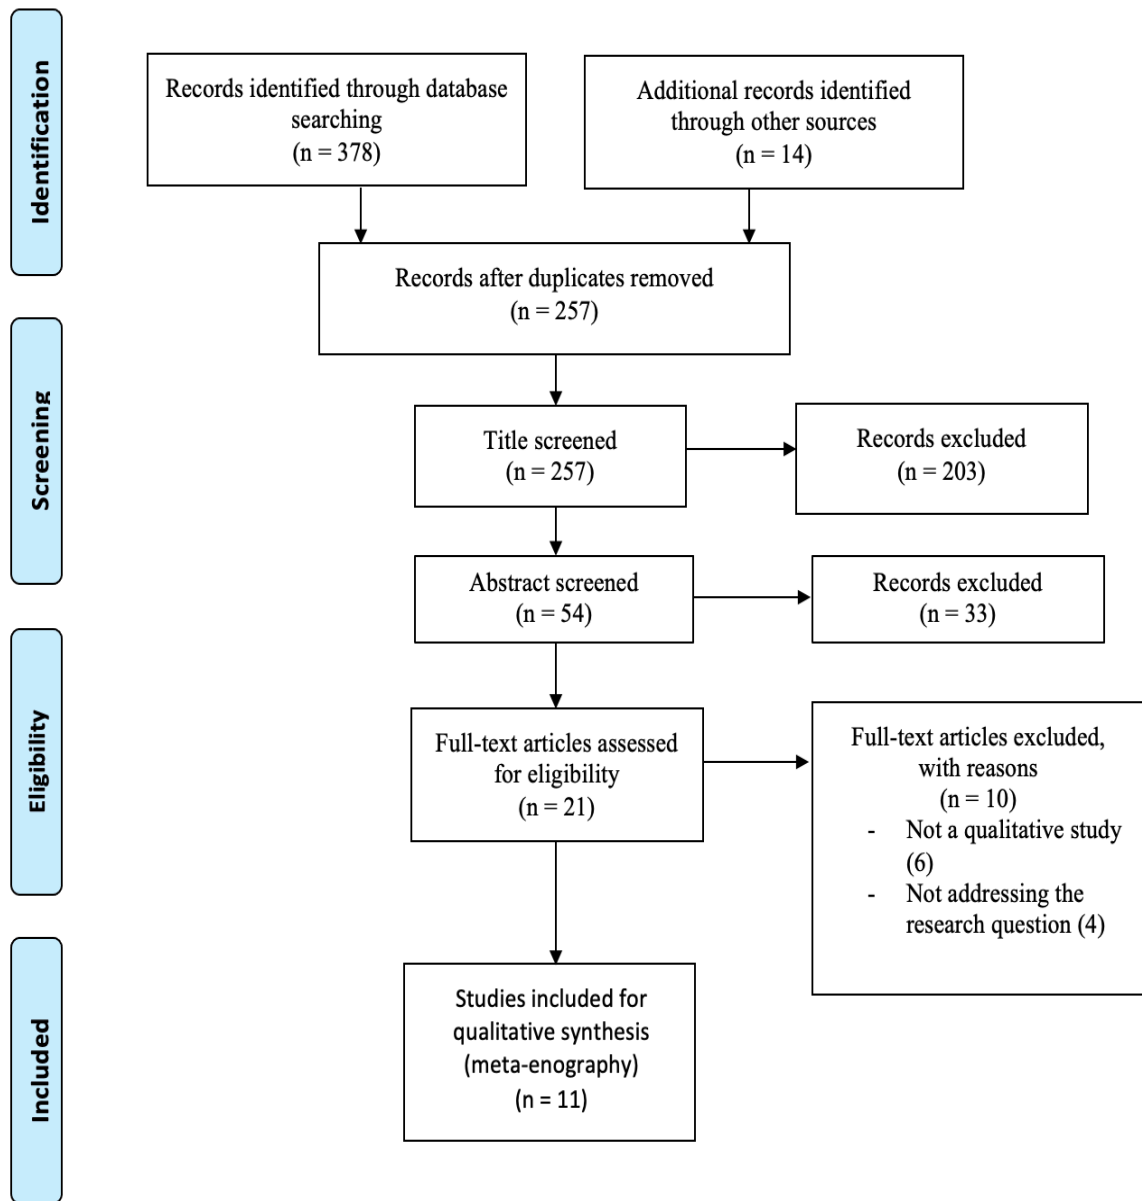 Identification
Records identified through database
searching
(n = 378)
Additional records identified
through other sources
(n = 14)
Records after duplicates removed
(n = 257)
Screening
Title screened
(n = 257)
Records excluded
(n = 203)
Abstract screened
(n = 54)
Records excluded
(n = 33)
Eligibility
Full-text articles assessed
for eligibility
(n = 21)
Full-text articles excluded,
with reasons
(n = 10)
- Not a qualitative study
(6)
- Not addressing the
research question (4)
Included
Studies included for
qualitative synthesis
(meta-enography)
(n = 11)